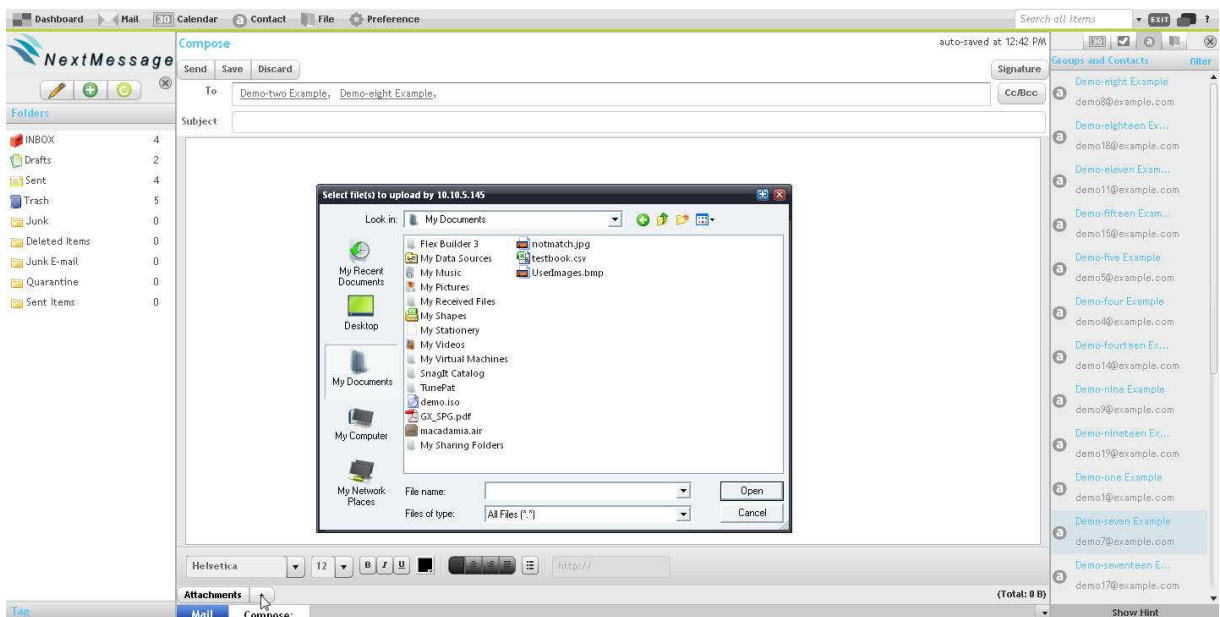 Dashboard Mail 30 Calendar a Contact File Preference Search all items EXIT ?
NextMessage
Folders
INBOX 4
Drafts 2
Sent 4
Trash 5
Junk 0
Deleted Items 0
Junk E-mail 0
Quarantine 0
Sent Items 0
Tag
Compose auto-saved at 12:42 PM
Send Save Discard Signature
To Demo-two Example, Demo-eight Example, Cc/Bcc
Subject
Select file(s) to upload by 10.10.5.145
Look in: My Documents
My Recent Documents
Desktop
My Documents
My Computer
My Network Places
Flex Builder 3
My Data Sources
My Music
My Pictures
My Received Files
My Shapes
My Stationery
My Videos
My Virtual Machines
SnagIt Catalog
TunePat
demo.iso
GX_SPG.pdf
macadamia.air
My Sharing Folders
notmatch.jpg
testbook.csv
UserImages.bmp
File name: Open
Files of type: All Files (*.*) Cancel
Helvetica 12 B I U http://
Attachments + (Total: 0 B)
Mail Compose:
30 a
Groups and Contacts filter
Demo-eight Example
demo8@example.com
Demo-eighteen Ex...
demo18@example.com
Demo-eleven Exam...
demo11@example.com
Demo-fifteen Exam...
demo15@example.com
Demo-five Example
demo5@example.com
Demo-four Example
demo4@example.com
Demo-fourteen Ex...
demo14@example.com
Demo-nine Example
demo9@example.com
Demo-nineteen Ex...
demo19@example.com
Demo-one Example
demo1@example.com
Demo-seven Example
demo7@example.com
Demo-seventeen E...
demo17@example.com
Show Hint